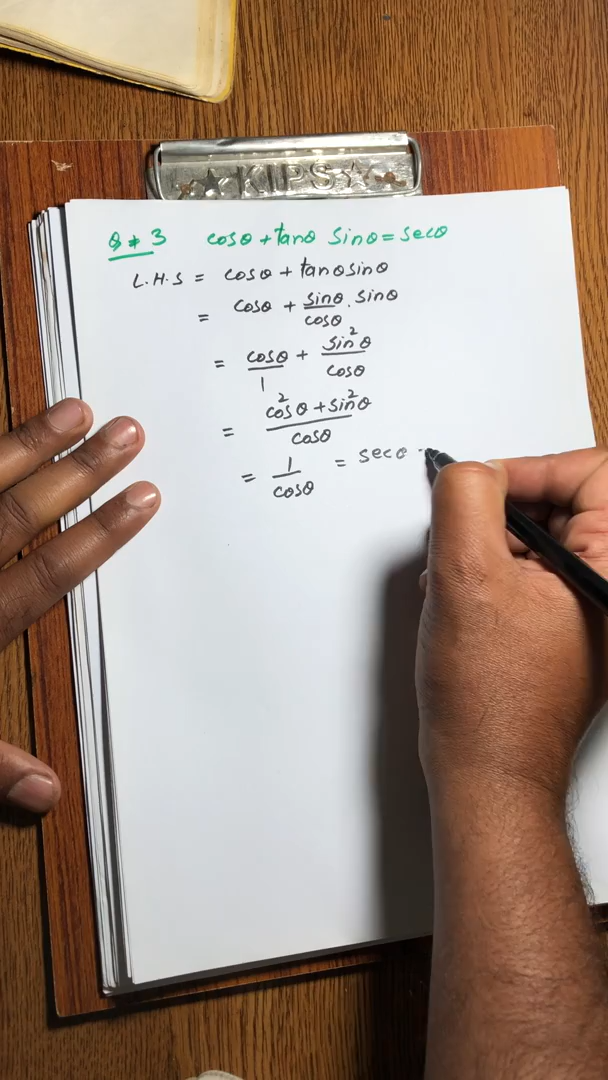 KIPS
Q # 3 cosθ + tanθ sinθ = secθ
L.H.S = cosθ + tanθ sinθ
= cosθ + sinθ/cosθ . sinθ
= cosθ/1 + sin²θ/cosθ
= cos²θ + sin²θ/cosθ
= 1/cosθ = secθ